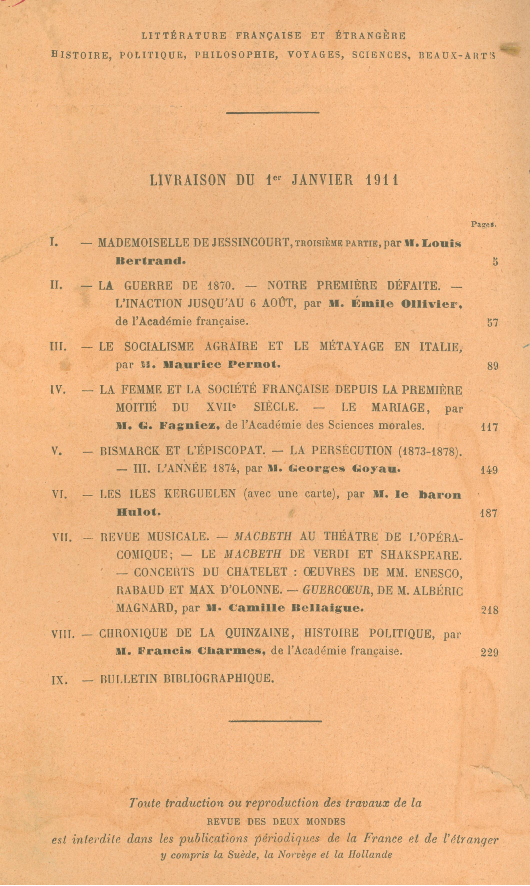 LITTÉRATURE FRANÇAISE ET ÉTRANGÈRE
HISTOIRE, POLITIQUE, PHILOSOPHIE, VOYAGES, SCIENCES, BEAUX-ARTS
LIVRAISON DU 1er JANVIER 1911
Pages.
I. — MADEMOISELLE DE JESSINCOURT, TROISIÈME PARTIE, par M. Louis
Bertrand. 5
II. — LA GUERRE DE 1870. — NOTRE PREMIÈRE DÉFAITE. —
L'INACTION JUSQU'AU 6 AOÛT, par M. Émile Ollivier,
de l'Académie française. 57
III. — LE SOCIALISME AGRAIRE ET LE MÉTAYAGE EN ITALIE,
par M. Maurice Pernot. 89
IV. — LA FEMME ET LA SOCIÉTÉ FRANÇAISE DEPUIS LA PREMIÈRE
MOITIÉ DU XVIIe SIÈCLE. — LE MARIAGE, par
M. G. Fagniez, de l'Académie des Sciences morales. 117
V. — BISMARCK ET L'ÉPISCOPAT. — LA PERSÉCUTION (1873-1878).
— III. L'ANNÉE 1874, par M. Georges Goyau. 149
VI. — LES ILES KERGUELEN (avec une carte), par M. le baron
Hulot. 187
VII. — REVUE MUSICALE. — MACBETH AU THÉATRE DE L'OPÉRA-
COMIQUE; — LE MACBETH DE VERDI ET SHAKSPEARE.
— CONCERTS DU CHATELET : ŒUVRES DE MM. ENESCO,
RABAUD ET MAX D'OLONNE. — GUERCŒUR, DE M. ALBÉRIC
MAGNARD, par M. Camille Bellaigue. 218
VIII. — CHRONIQUE DE LA QUINZAINE, HISTOIRE POLITIQUE, par
M. Francis Charmes, de l'Académie française. 229
IX. — BULLETIN BIBLIOGRAPHIQUE.
Toute traduction ou reproduction des travaux de la
REVUE DES DEUX MONDES
est interdite dans les publications périodiques de la France et de l'étranger
y compris la Suède, la Norvège et la Hollande